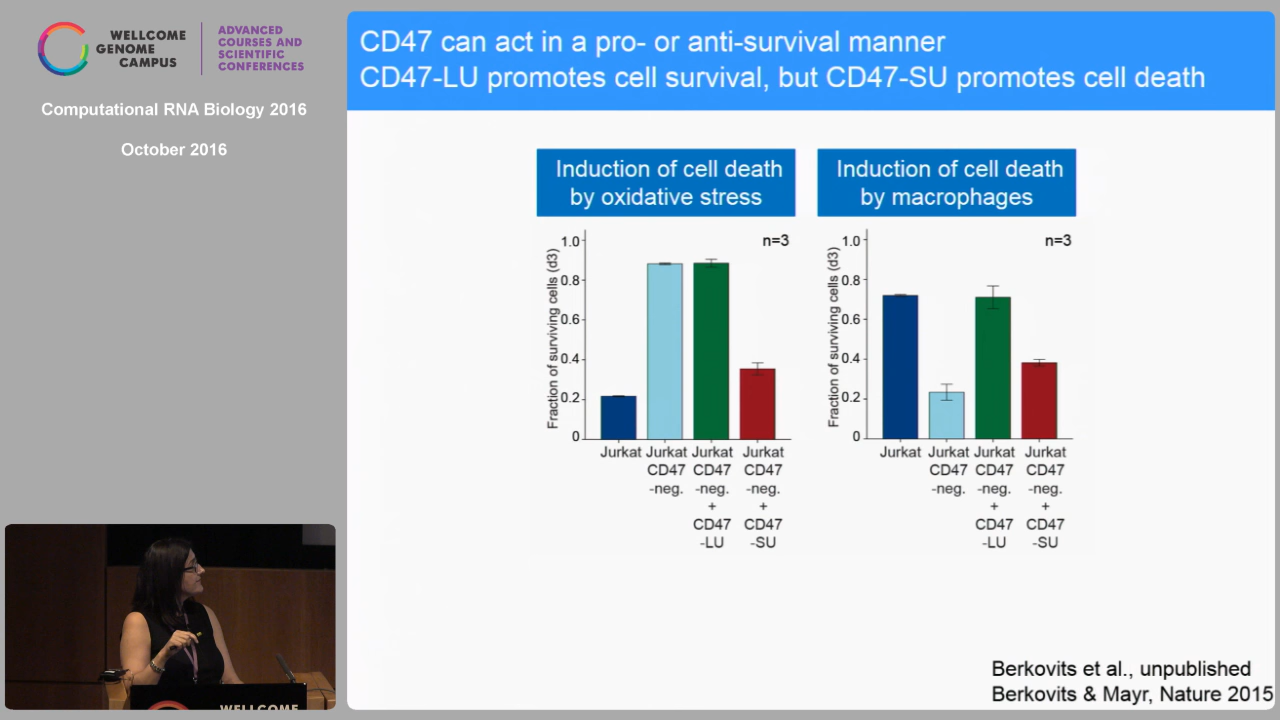 WELLCOME
GENOME
CAMPUS
ADVANCED
COURSES AND
SCIENTIFIC
CONFERENCES
Computational RNA Biology 2016
October 2016
CD47 can act in a pro- or anti-survival manner
CD47-LU promotes cell survival, but CD47-SU promotes cell death
Induction of cell death
by oxidative stress
n=3
Fraction of surviving cells (d3)
1.0
0.8
0.6
0.4
0.2
0
Jurkat Jurkat Jurkat Jurkat
CD47 CD47 CD47
-neg. -neg. -neg.
+ +
CD47 CD47
-LU -SU
Induction of cell death
by macrophages
n=3
Fraction of surviving cells (d3)
1.0
0.8
0.6
0.4
0.2
0
Jurkat Jurkat Jurkat Jurkat
CD47 CD47 CD47
-neg. -neg. -neg.
+ +
CD47 CD47
-LU -SU
Berkovits et al., unpublished
Berkovits & Mayr, Nature 2015
WELLCOME